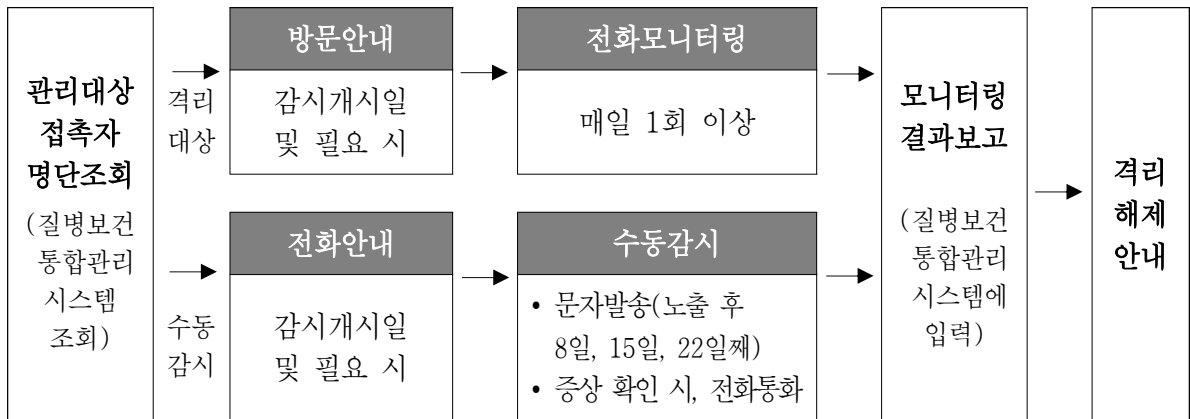 관리대상
접촉자
명단조회
(질병보건
통합관리
시스템
조회)
격리
대상
방문안내
감시개시일
및 필요 시
전화모니터링
매일 1회 이상
수동
감시
전화안내
감시개시일
및 필요 시
수동감시
• 문자발송(노출 후
8일, 15일, 22일째)
• 증상 확인 시, 전화통화
모니터링
결과보고
(질병보건
통합관리
시스템에
입력)
격리
해제
안내